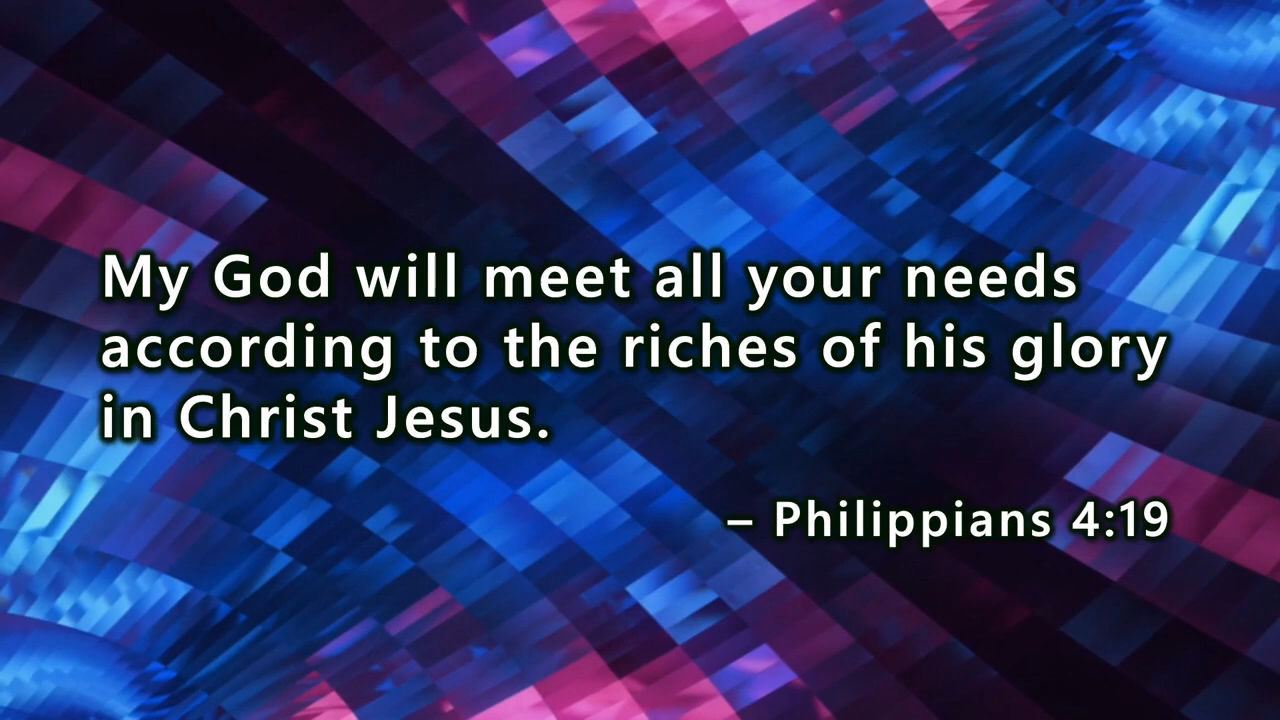 My God will meet all your needs
according to the riches of his glory
in Christ Jesus.
– Philippians 4:19